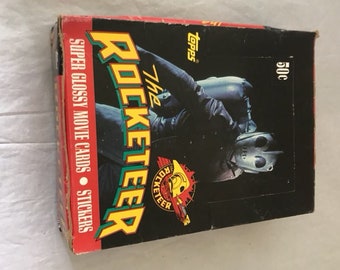 topps
50¢
The
ROCKETEER
ROCKETEER
SUPER GLOSSY MOVIE CARDS • STICKERS